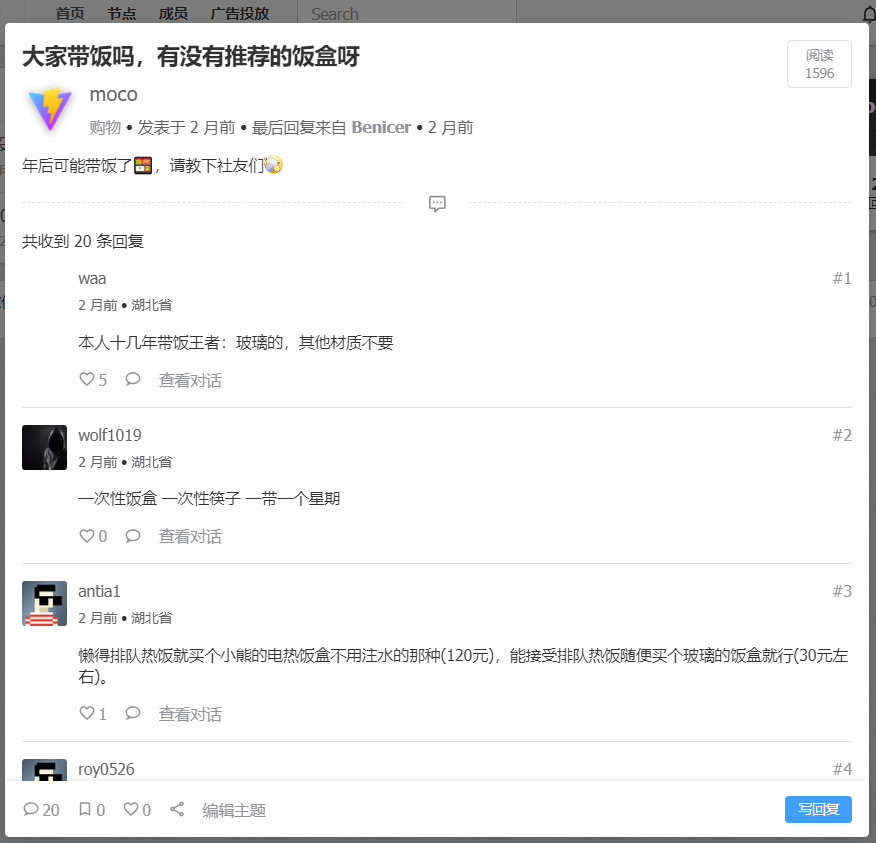 首页 节点 成员 广告投放 Search
大家带饭吗，有没有推荐的饭盒呀
阅读
1596
moco
购物 • 发表于 2 月前 • 最后回复来自 Benicer • 2 月前
年后可能带饭了🍱，请教下社友们🤣
共收到 20 条回复
waa #1
2 月前 • 湖北省
本人十几年带饭王者：玻璃的，其他材质不要
5 查看对话
wolf1019 #2
2 月前 • 湖北省
一次性饭盒 一次性筷子 一带一个星期
0 查看对话
antia1 #3
2 月前 • 湖北省
懒得排队热饭就买个小熊的电热饭盒不用注水的那种(120元)，能接受排队热饭随便买个玻璃的饭盒就行(30元左
右)。
1 查看对话
roy0526 #4
20 0 0 编辑主题 写回复